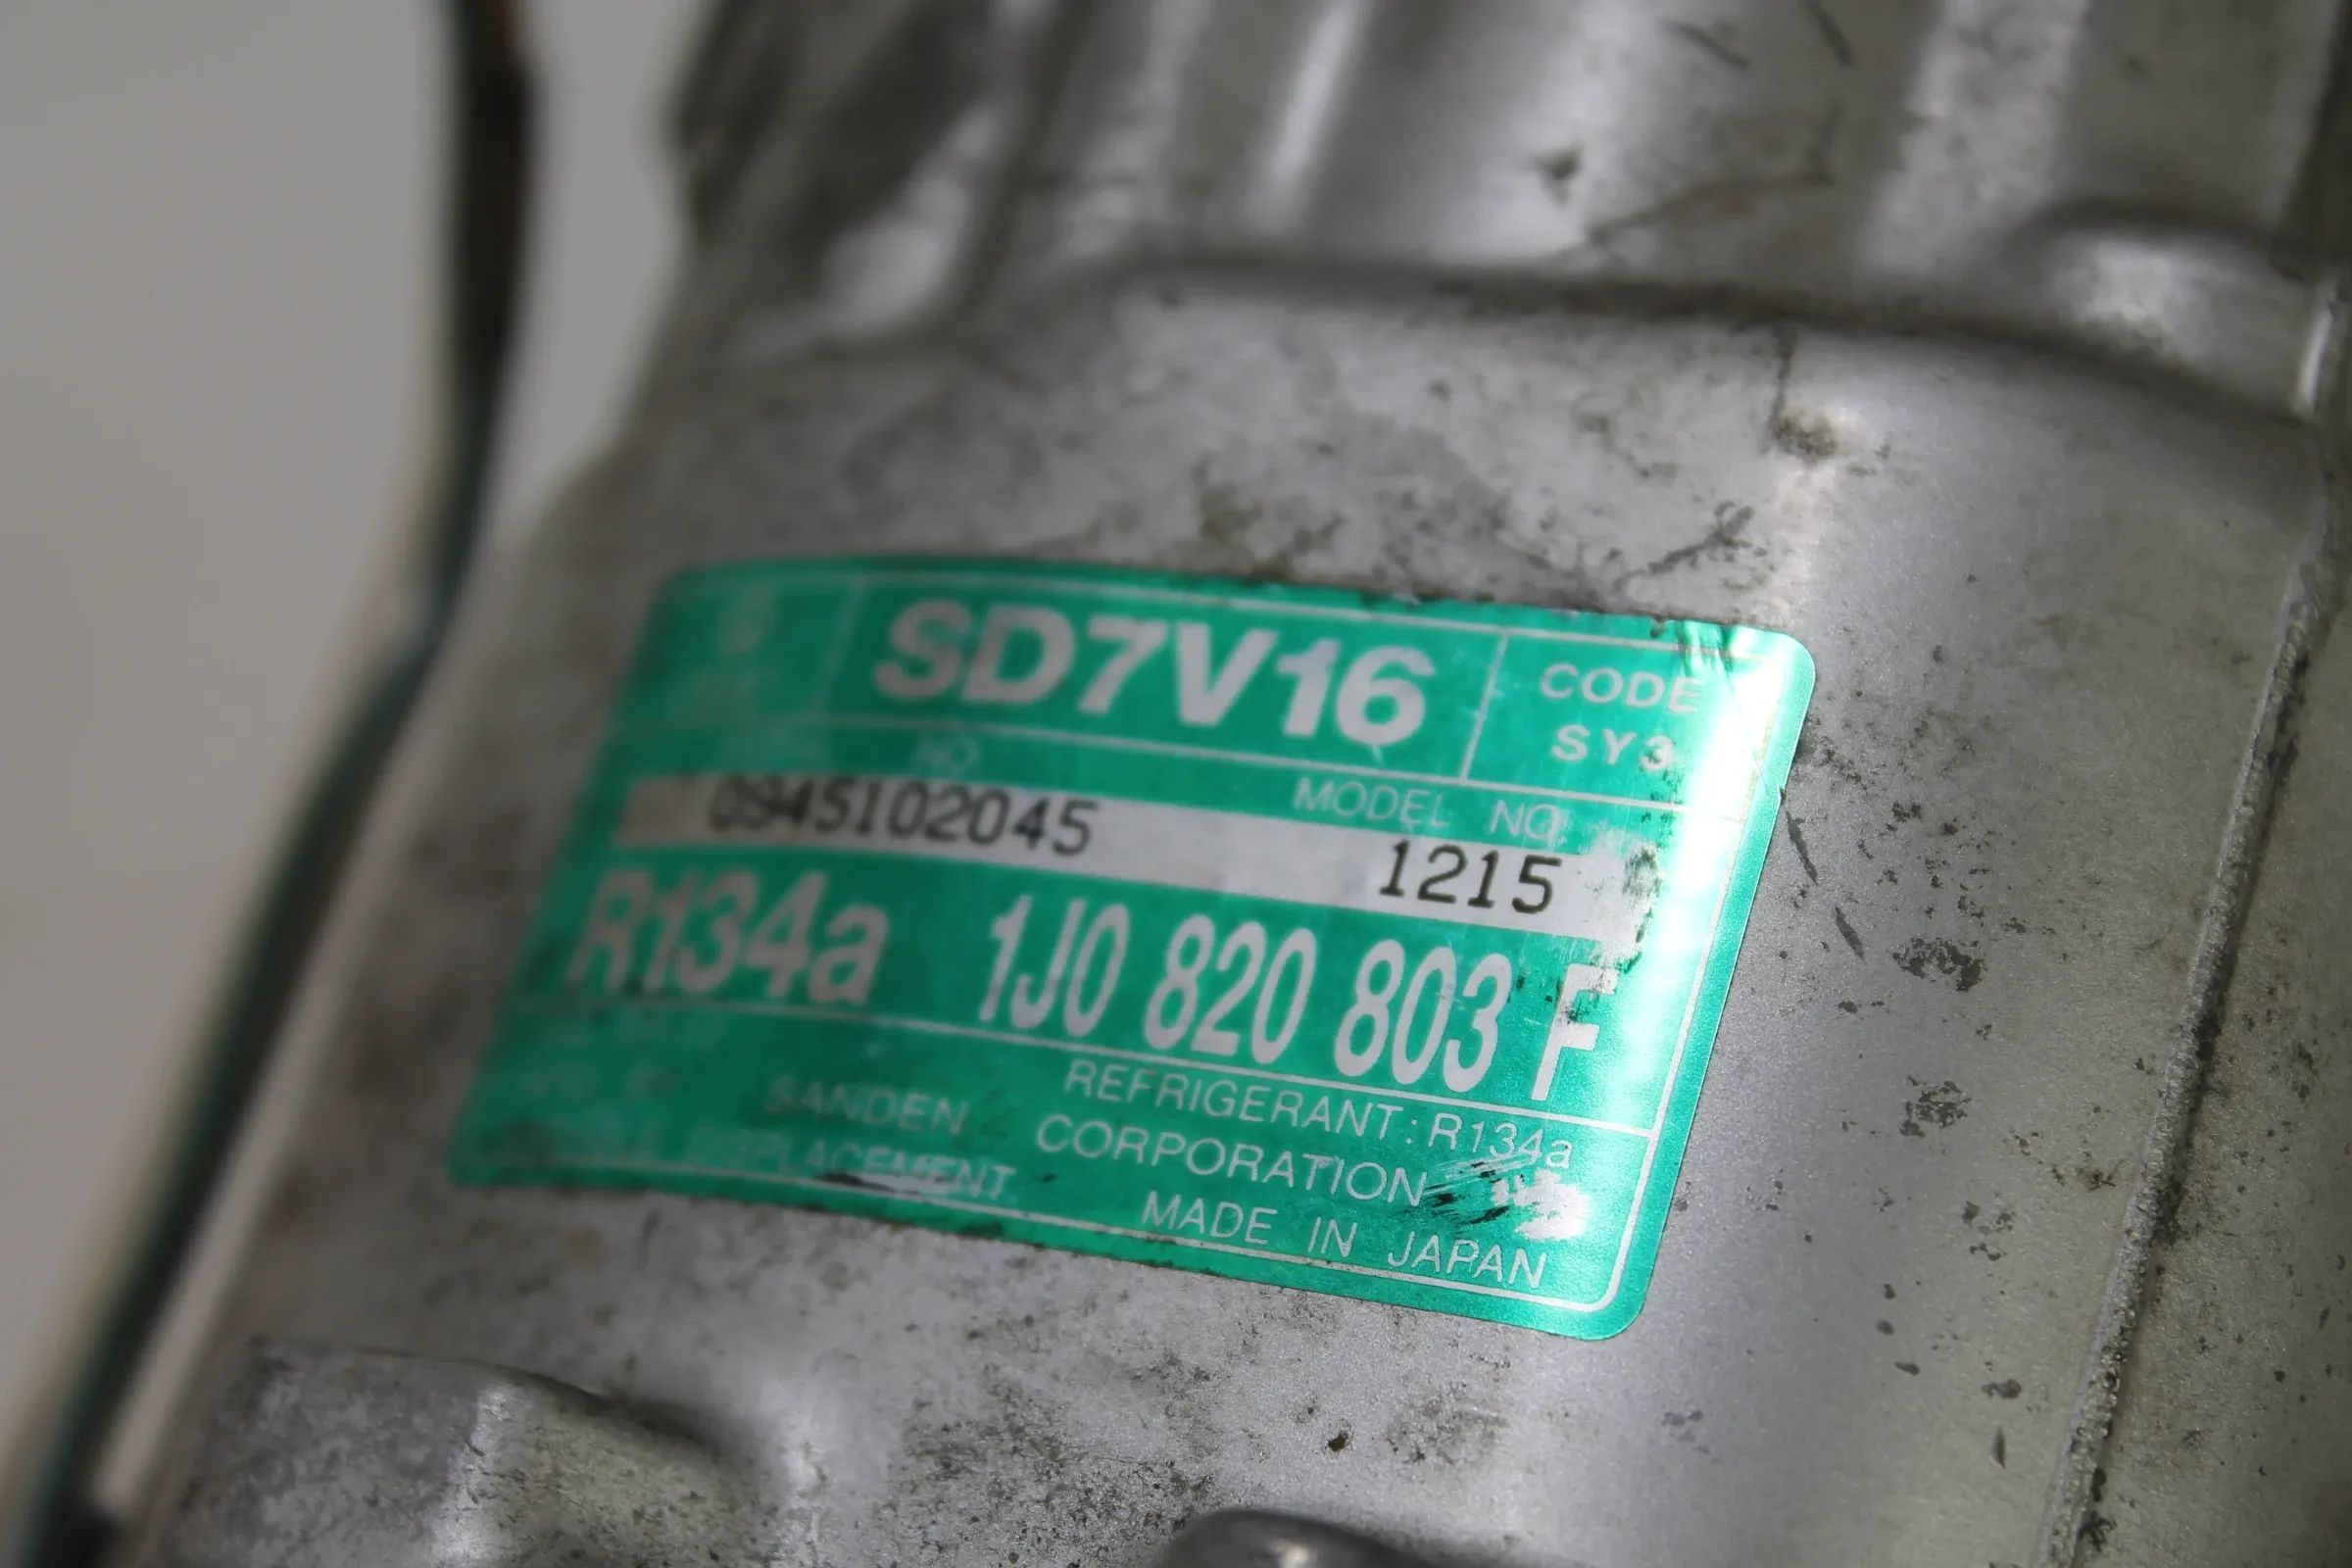 SD7V16
CODE
SY3
NO
MODEL NO.
0945102045
1215
R134a 1J0 820 803 F
REFRIGERANT: R134a
SANDEN CORPORATION
DISPLACEMENT
MADE IN JAPAN